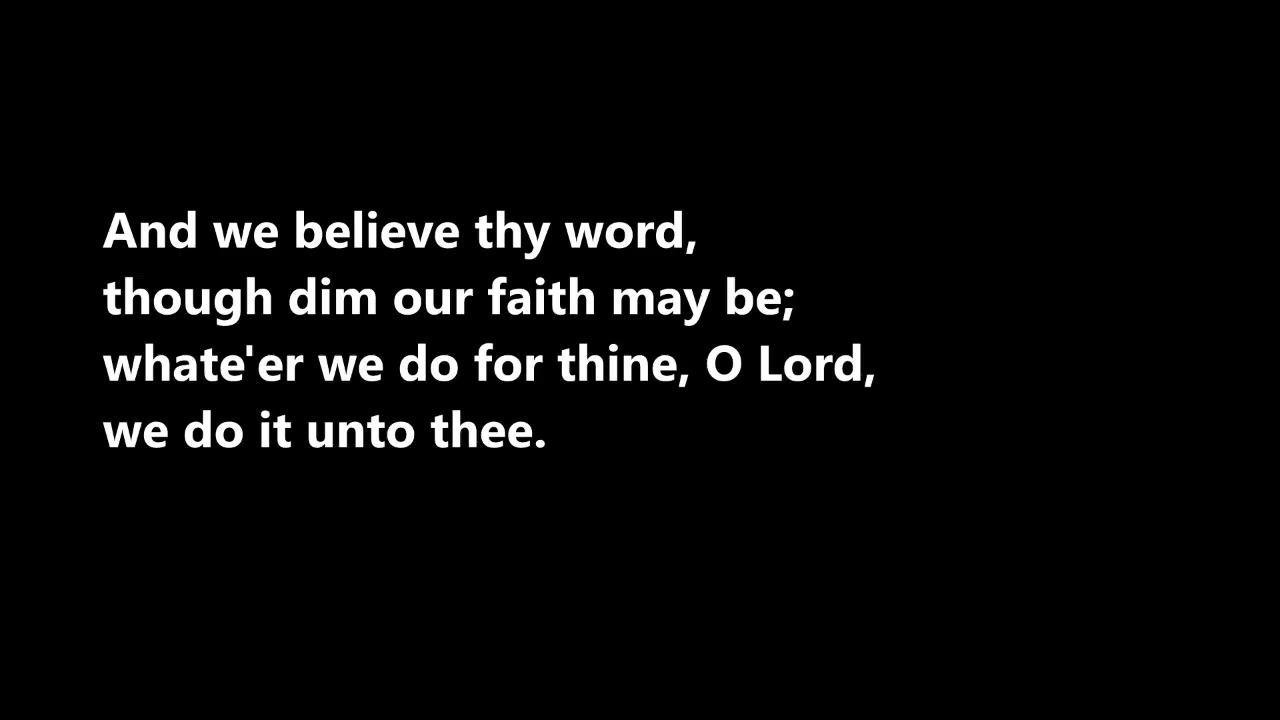 And we believe thy word,
though dim our faith may be;
whate'er we do for thine, O Lord,
we do it unto thee.